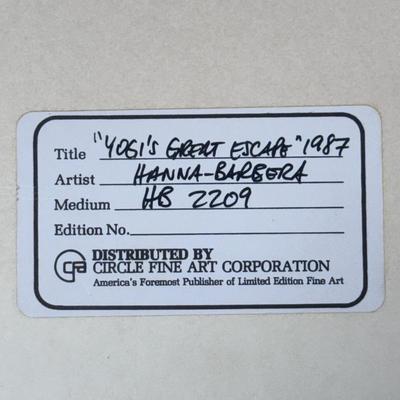 Title "YOGI'S GREAT ESCAPE" 1987
Artist HANNA-BARBERA
Medium HB 2209
Edition No.
CFA DISTRIBUTED BY
CIRCLE FINE ART CORPORATION
America's Foremost Publisher of Limited Edition Fine Art